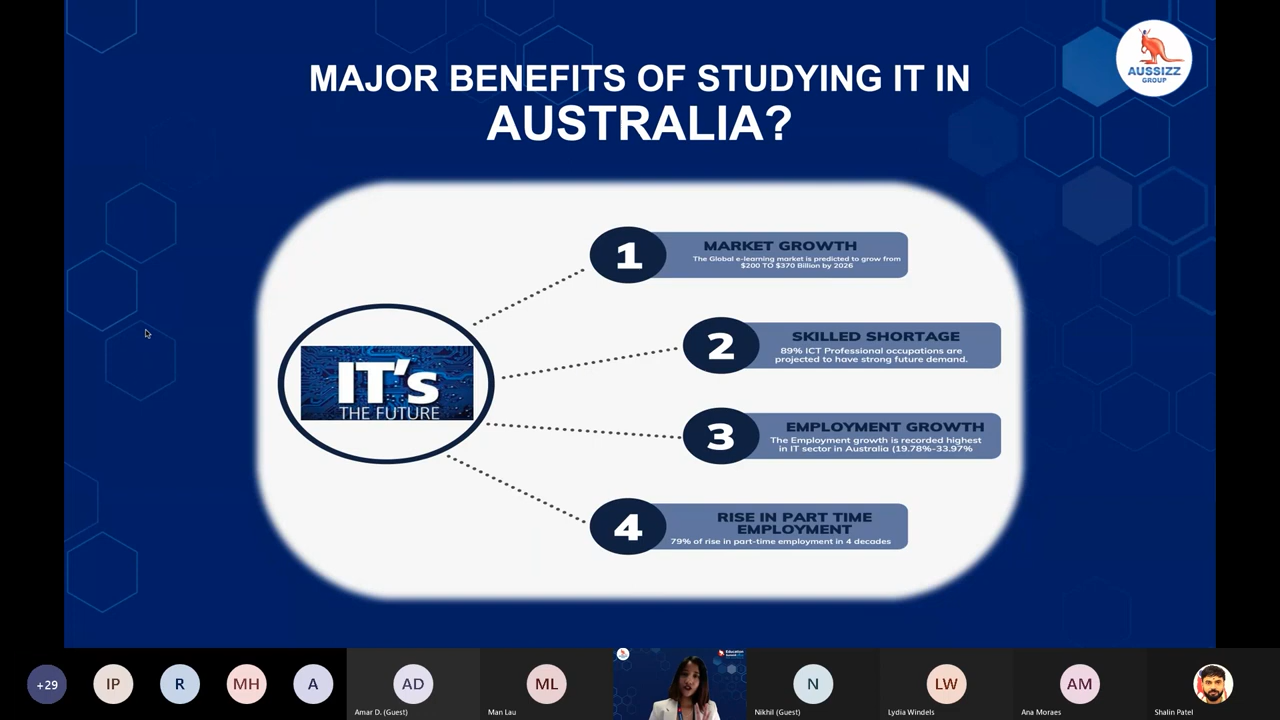 MAJOR BENEFITS OF STUDYING IT IN
AUSTRALIA?
AUSSIZZ
GROUP
IT's
THE FUTURE
1
MARKET GROWTH
The Global e-learning market is predicted to grow from
$200 TO $370 Billion by 2026
2
SKILLED SHORTAGE
89% ICT Professional occupations are
projected to have strong future demand.
3
EMPLOYMENT GROWTH
The Employment growth is recorded highest
in IT sector in Australia (19.78%-33.97%
4
RISE IN PART TIME
EMPLOYMENT
79% of rise in part-time employment in 4 decades
+29
IP
R
MH
A
AD
Amar D. (Guest)
ML
Man Lau
N
Nikhil (Guest)
LW
Lydia Windels
AM
Ana Moraes
Shalin Patel